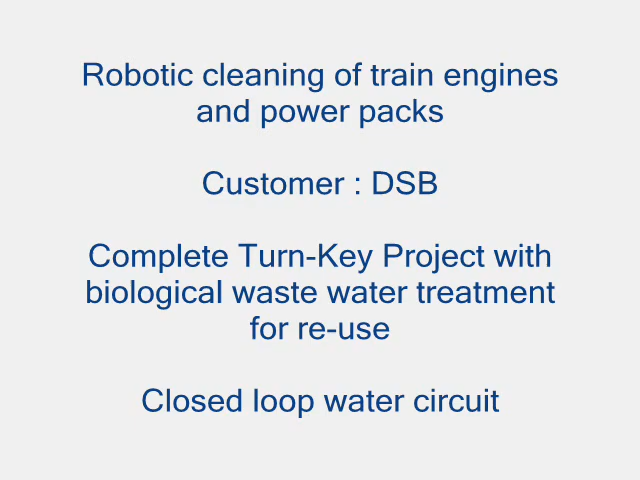 Robotic cleaning of train engines
and power packs
Customer : DSB
Complete Turn-Key Project with
biological waste water treatment
for re-use
Closed loop water circuit